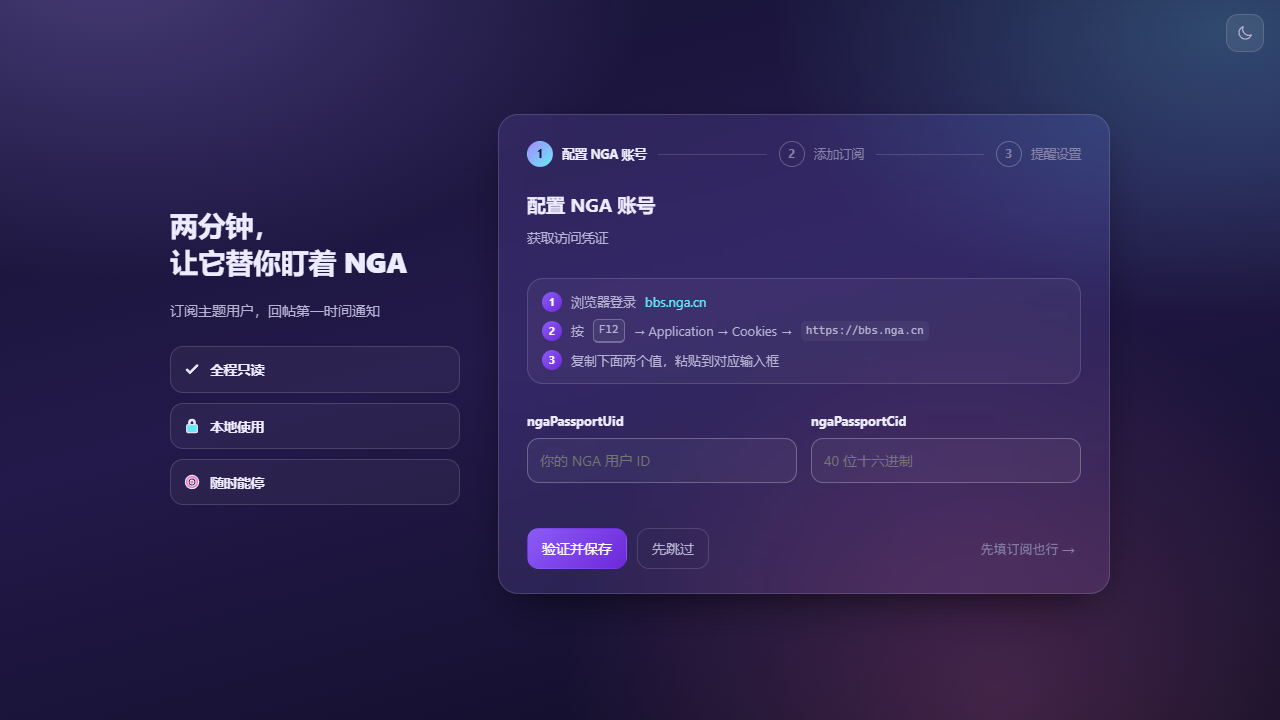 两分钟，
让它替你盯着 NGA
订阅主题用户，回帖第一时间通知
全程只读
本地使用
随时能停
1 配置 NGA 账号 2 添加订阅 3 提醒设置
配置 NGA 账号
获取访问凭证
1 浏览器登录 bbs.nga.cn
2 按 F12 → Application → Cookies → https://bbs.nga.cn
3 复制下面两个值，粘贴到对应输入框
ngaPassportUid ngaPassportCid
你的 NGA 用户 ID 40 位十六进制
验证并保存 先跳过 先填订阅也行 →